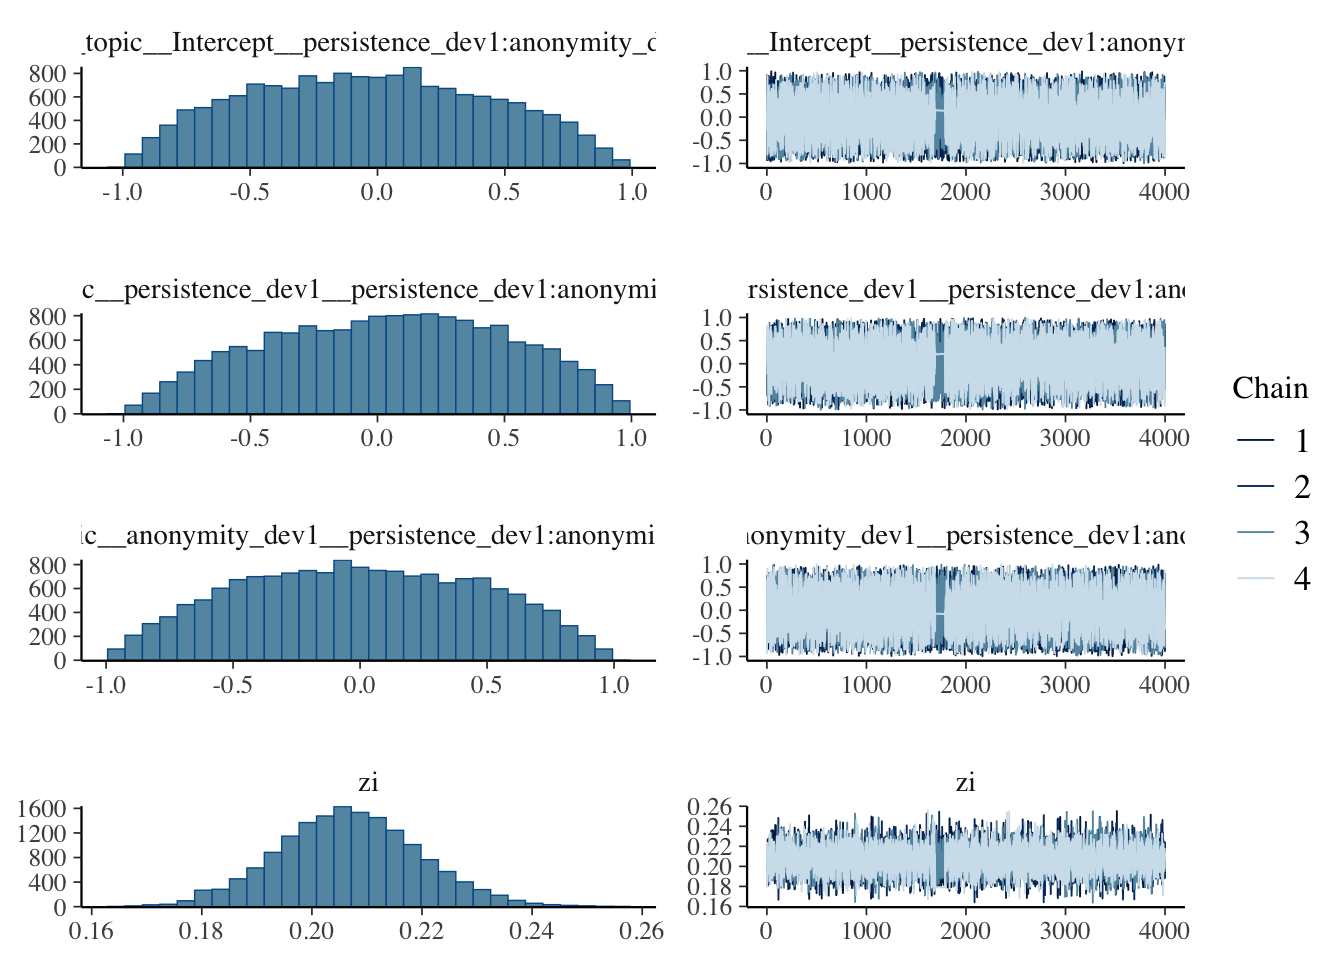 _topic__Intercept__persistence_dev1:anonymity_d
__Intercept__persistence_dev1:anonym
800
600
400
200
0
-1.0 -0.5 0.0 0.5 1.0
1.0
0.5
0.0
-0.5
-1.0
0 1000 2000 3000 4000
c__persistence_dev1__persistence_dev1:anonymi
rsistence_dev1__persistence_dev1:ano
800
600
400
200
0
-1.0 -0.5 0.0 0.5 1.0
1.0
0.5
0.0
-0.5
-1.0
0 1000 2000 3000 4000
ic__anonymity_dev1__persistence_dev1:anonymi
nonymity_dev1__persistence_dev1:ano
800
600
400
200
0
-1.0 -0.5 0.0 0.5 1.0
1.0
0.5
0.0
-0.5
-1.0
0 1000 2000 3000 4000
zi
zi
1600
1200
800
400
0
0.16 0.18 0.20 0.22 0.24 0.26
0.26
0.24
0.22
0.20
0.18
0.16
0 1000 2000 3000 4000
Chain
1
2
3
4